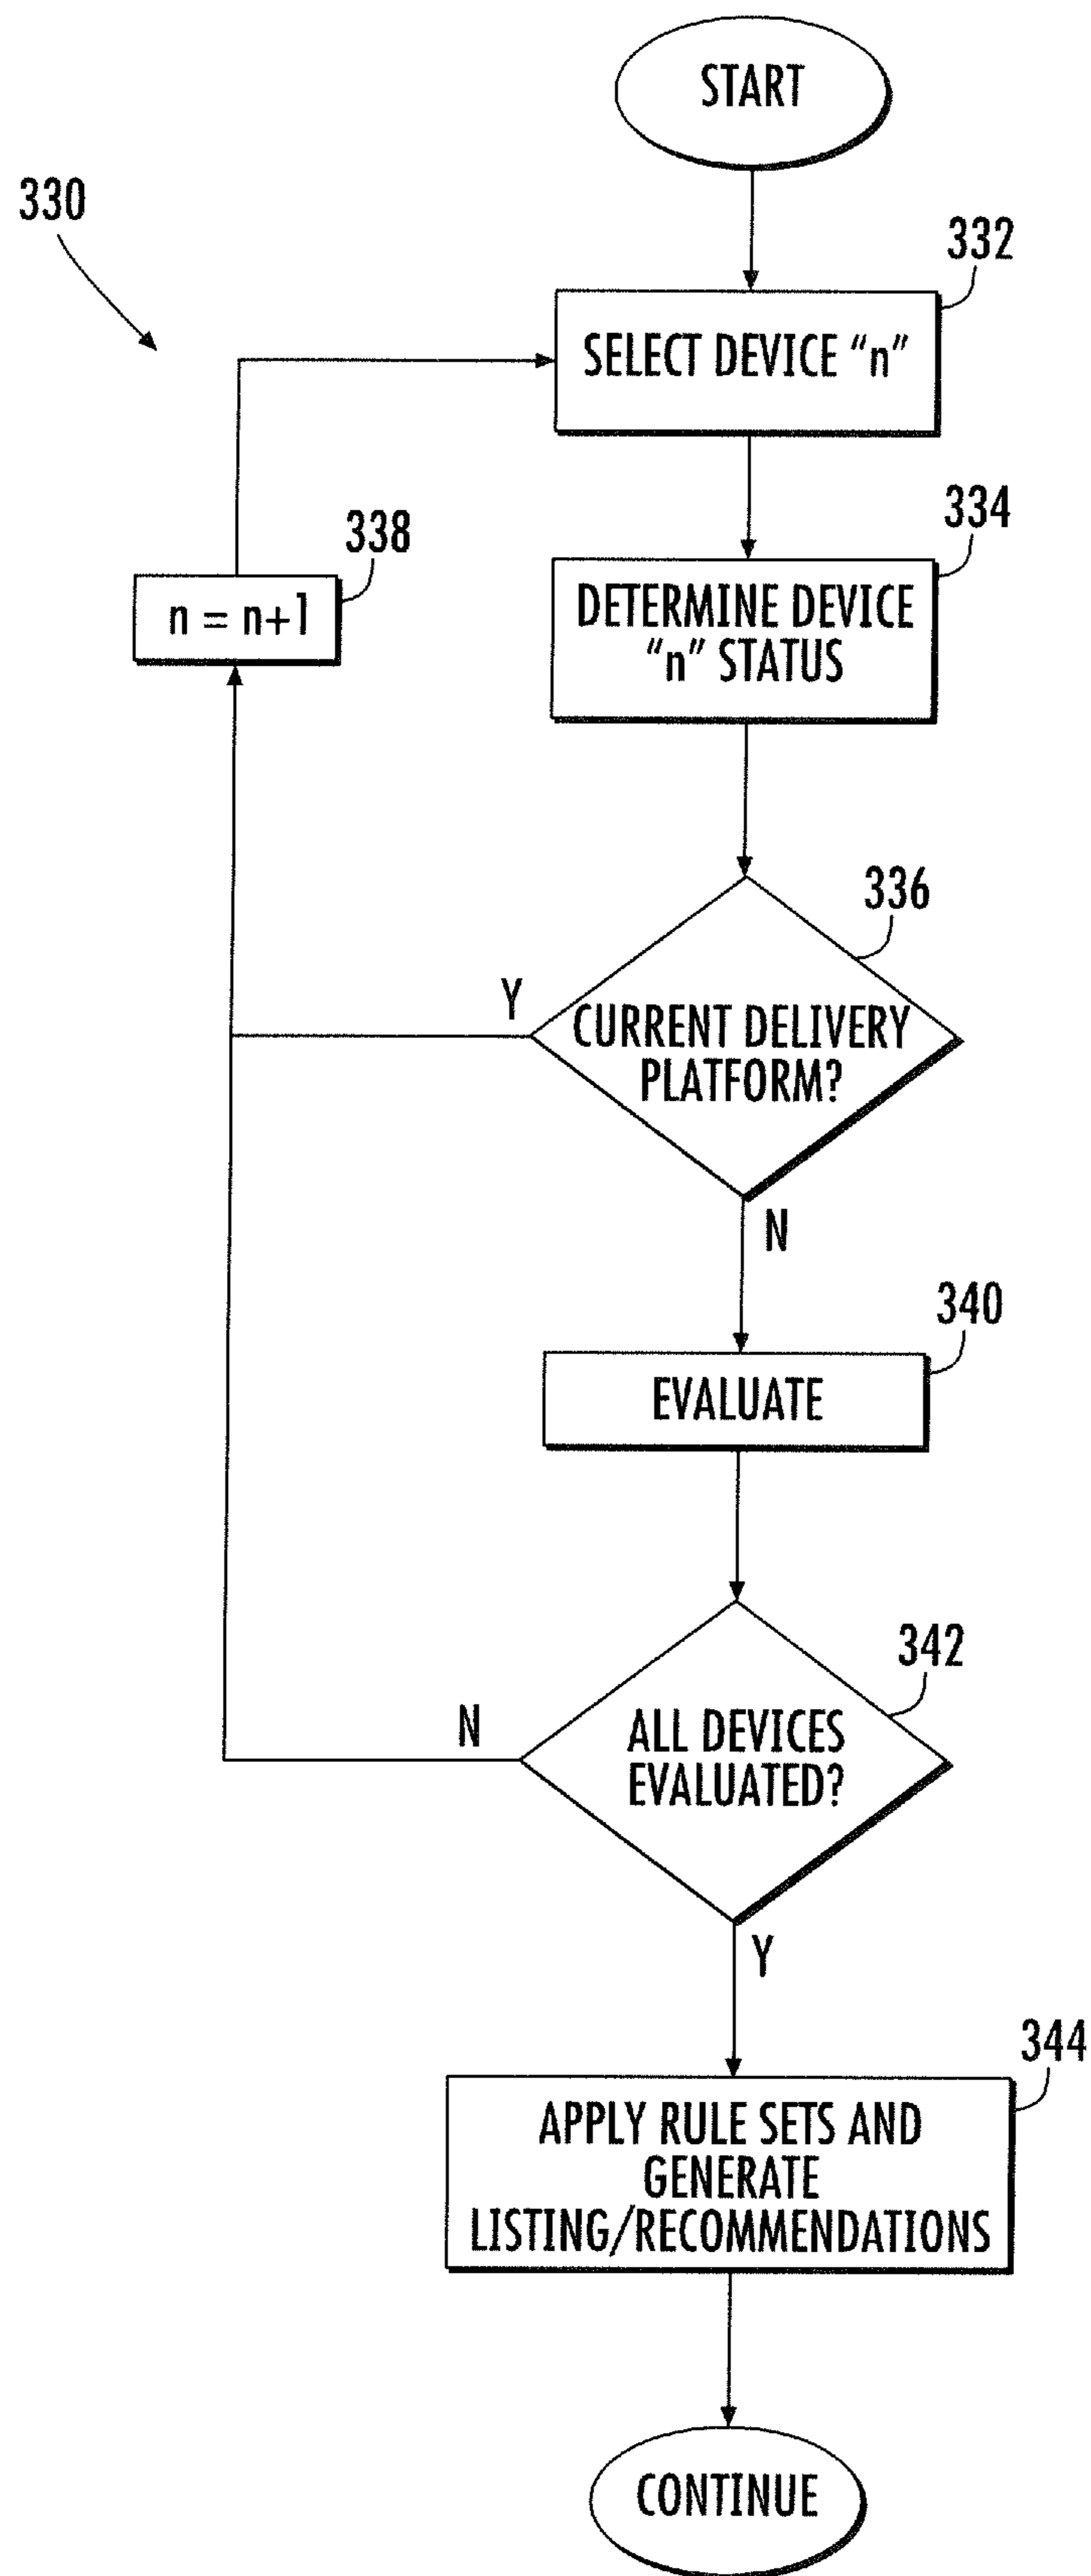 START
330
332
SELECT DEVICE “n”
334
338
DETERMINE DEVICE
“n” STATUS
n = n+1
336
Y
CURRENT DELIVERY
PLATFORM?
N
340
EVALUATE
342
N
ALL DEVICES
EVALUATED?
Y
344
APPLY RULE SETS AND
GENERATE
LISTING/RECOMMENDATIONS
CONTINUE